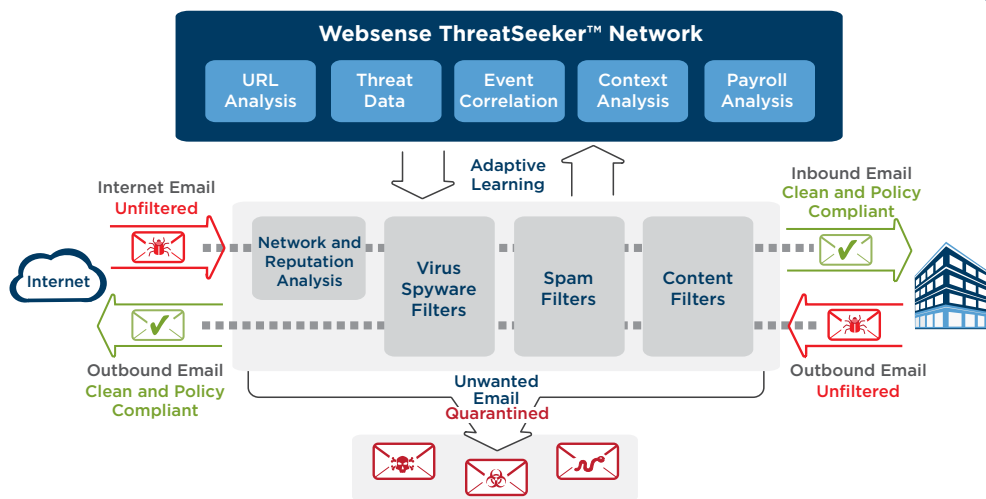 Websense ThreatSeeker™ Network
URL
Analysis
Threat
Data
Event
Correlation
Context
Analysis
Payroll
Analysis
Adaptive
Learning
Internet Email
Unfiltered
Inbound Email
Clean and Policy
Compliant
Internet
Network and
Reputation
Analysis
Virus
Spyware
Filters
Spam
Filters
Content
Filters
Outbound Email
Clean and Policy
Compliant
Outbound Email
Unfiltered
Unwanted
Email
Quarantined